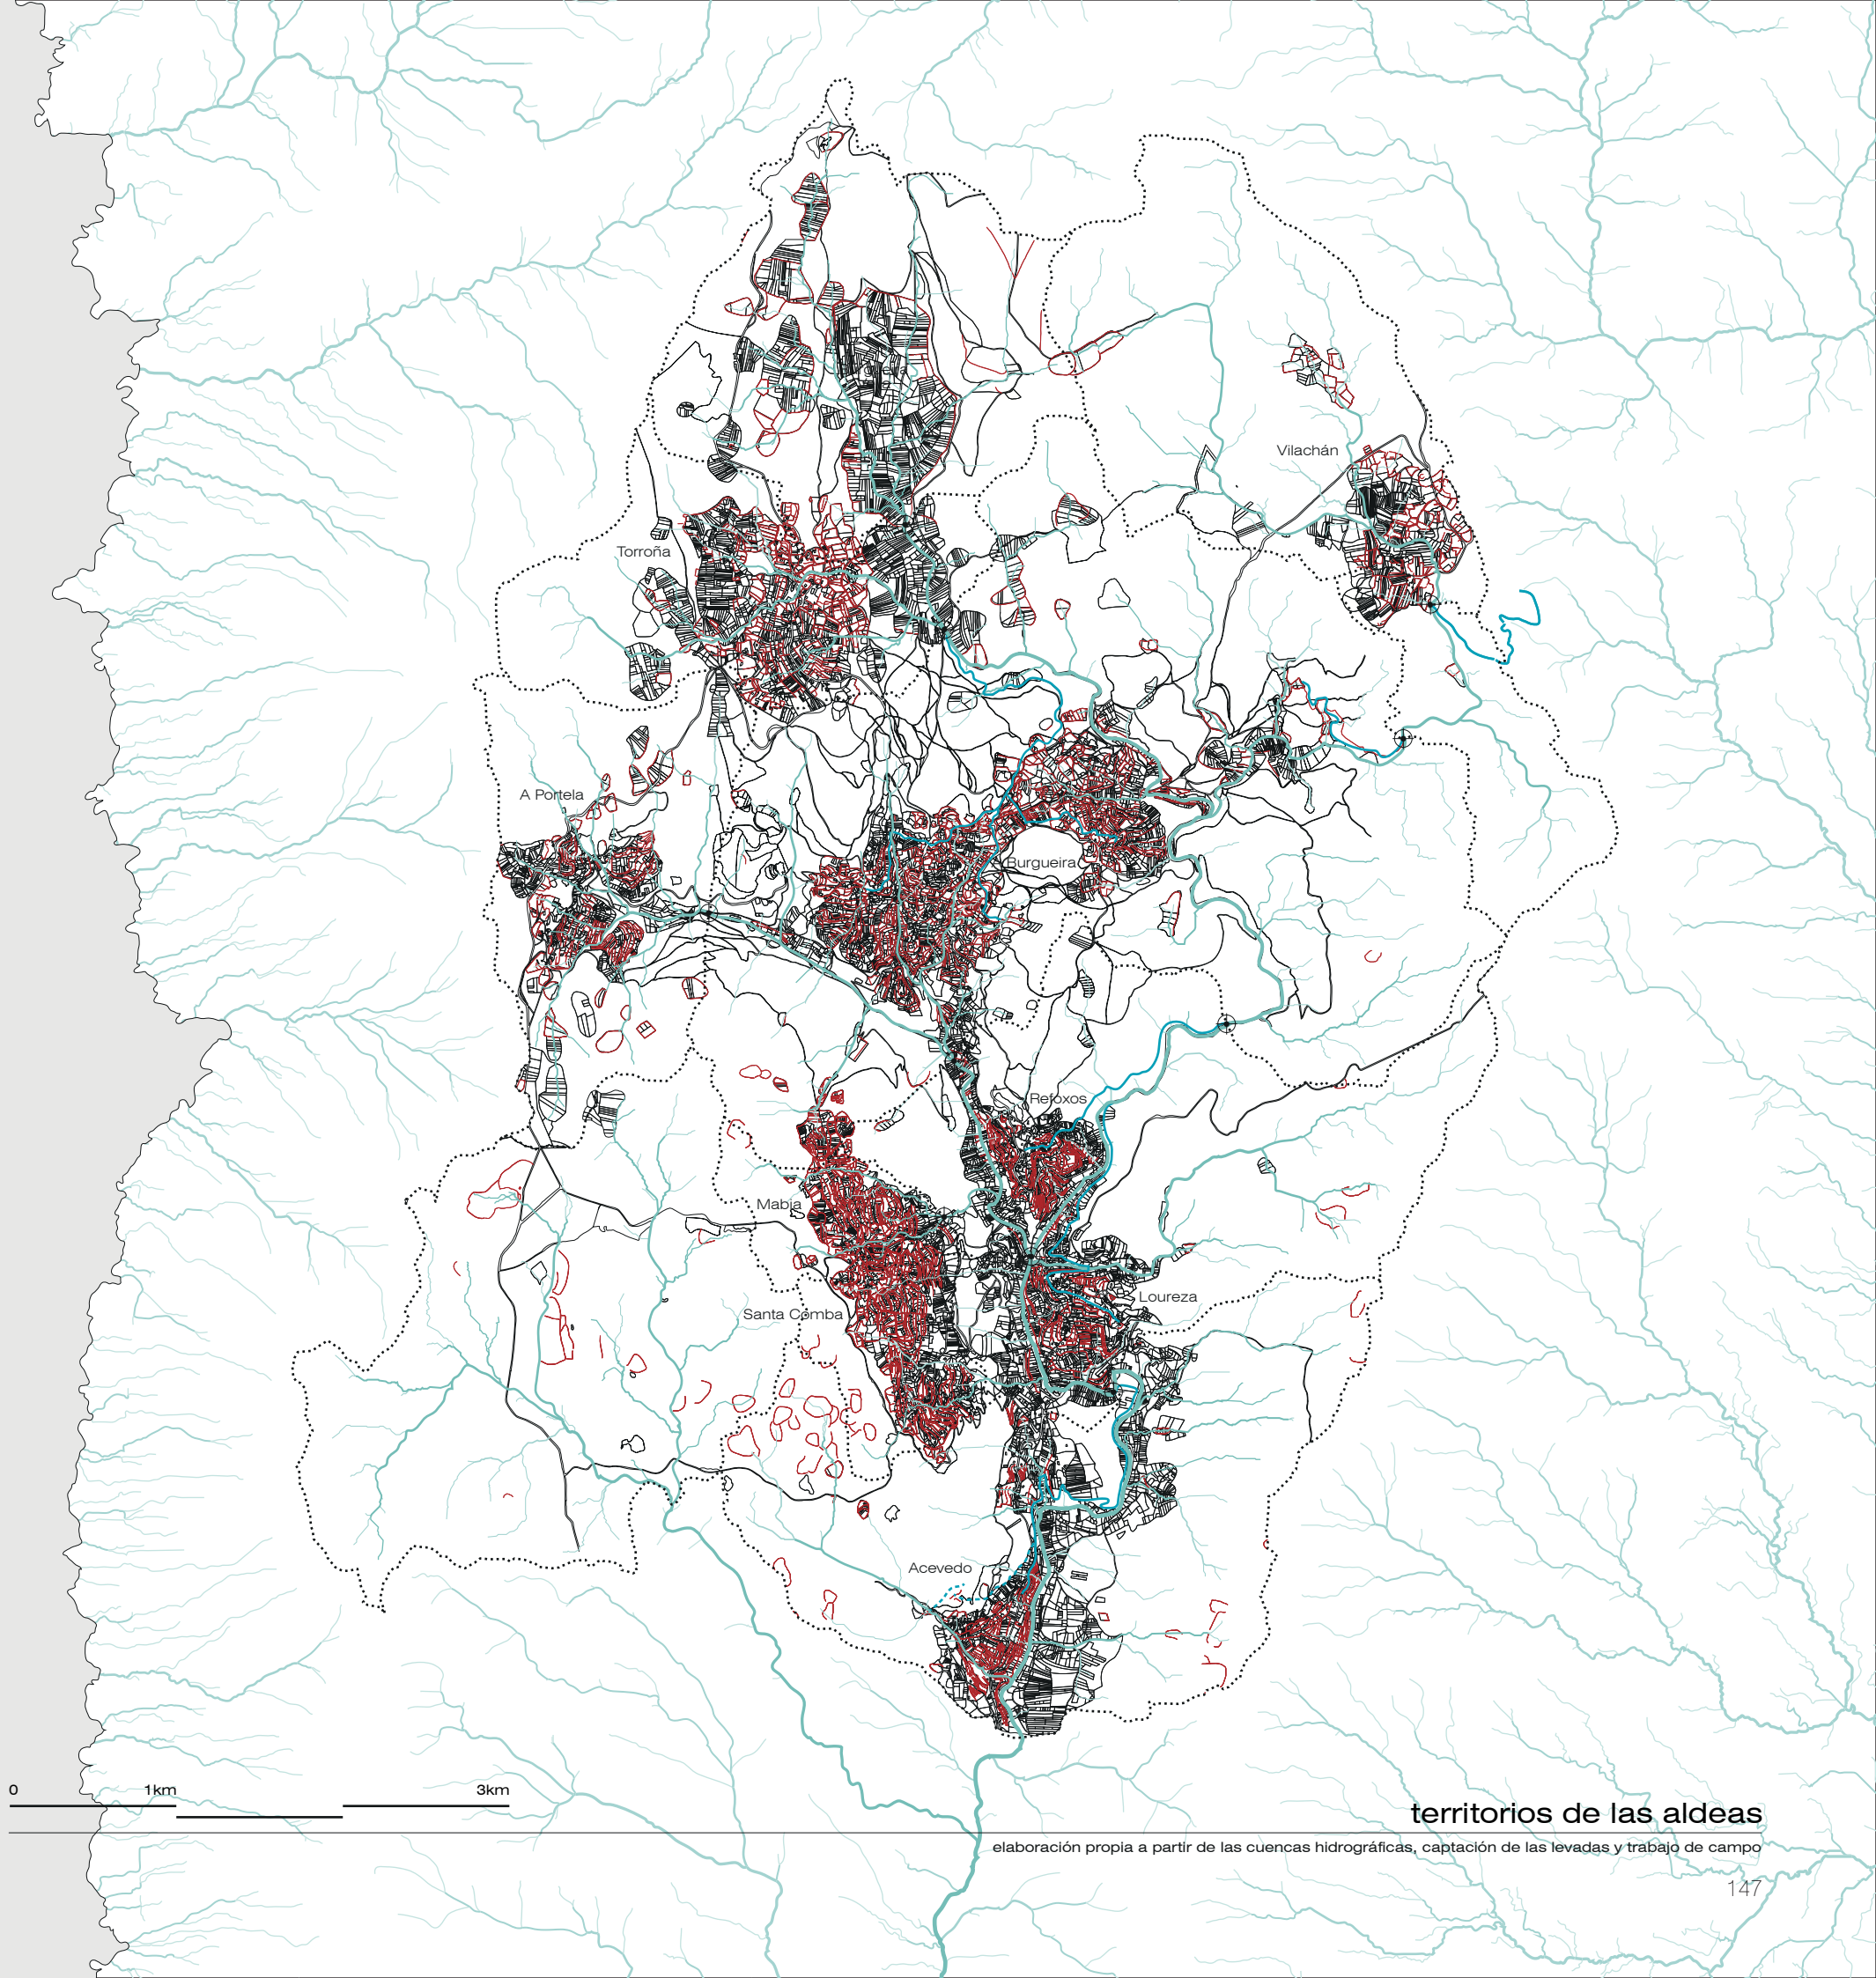 Vilachán
Torroña
A Portela
Burgueira
Refoxos
Mabia
Loureza
Santa Comba
Acevedo
0 1km 3km
territorios de las aldeas
elaboración propia a partir de las cuencas hidrográficas, captación de las levadas y trabajo de campo
147